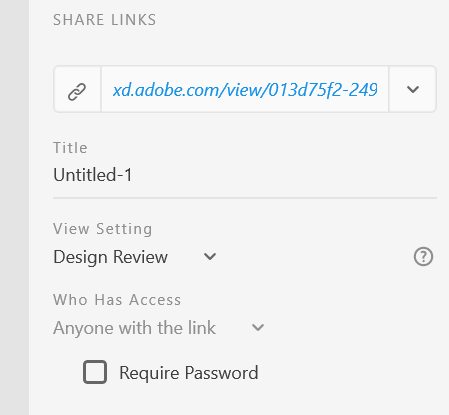 SHARE LINKS
xd.adobe.com/view/013d75f2-249
Title
Untitled-1
View Setting
Design Review
Who Has Access
Anyone with the link
Require Password